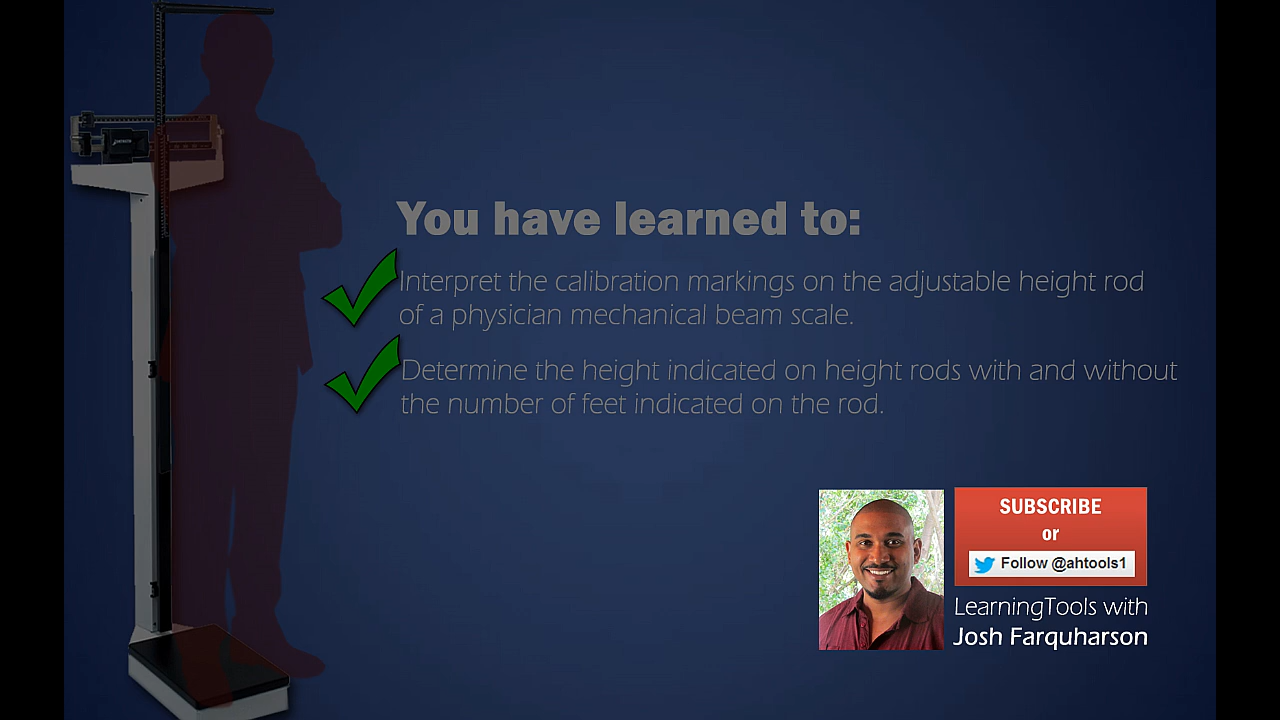 You have learned to:
Interpret the calibration markings on the adjustable height rod
of a physician mechanical beam scale.
Determine the height indicated on height rods with and without
the number of feet indicated on the rod.
SUBSCRIBE
or
Follow @ahtools1
LearningTools with
Josh Farquharson